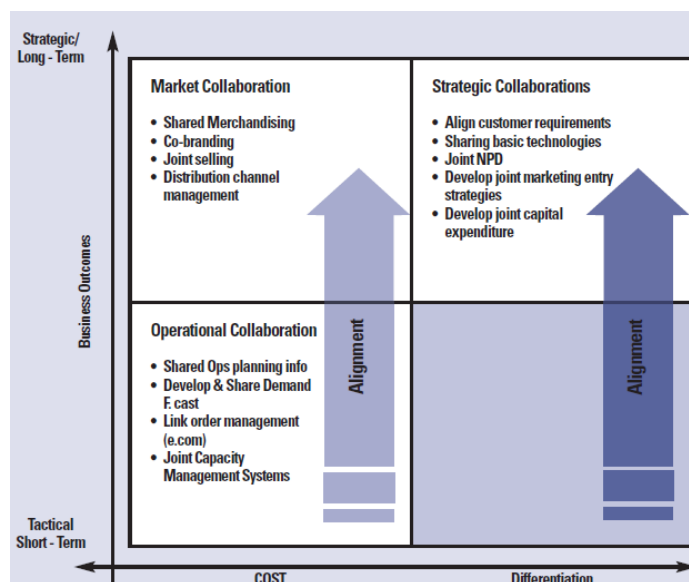 Strategic/
Long - Term
Business Outcomes
Tactical
Short - Term
Market Collaboration
• Shared Merchandising
• Co-branding
• Joint selling
• Distribution channel
management
Strategic Collaborations
• Align customer requirements
• Sharing basic technologies
• Joint NPD
• Develop joint marketing entry
strategies
• Develop joint capital
expenditure
Operational Collaboration
• Shared Ops planning info
• Develop & Share Demand
F. cast
• Link order management
(e.com)
• Joint Capacity
Management Systems
Alignment
Alignment
COST
Differentiation